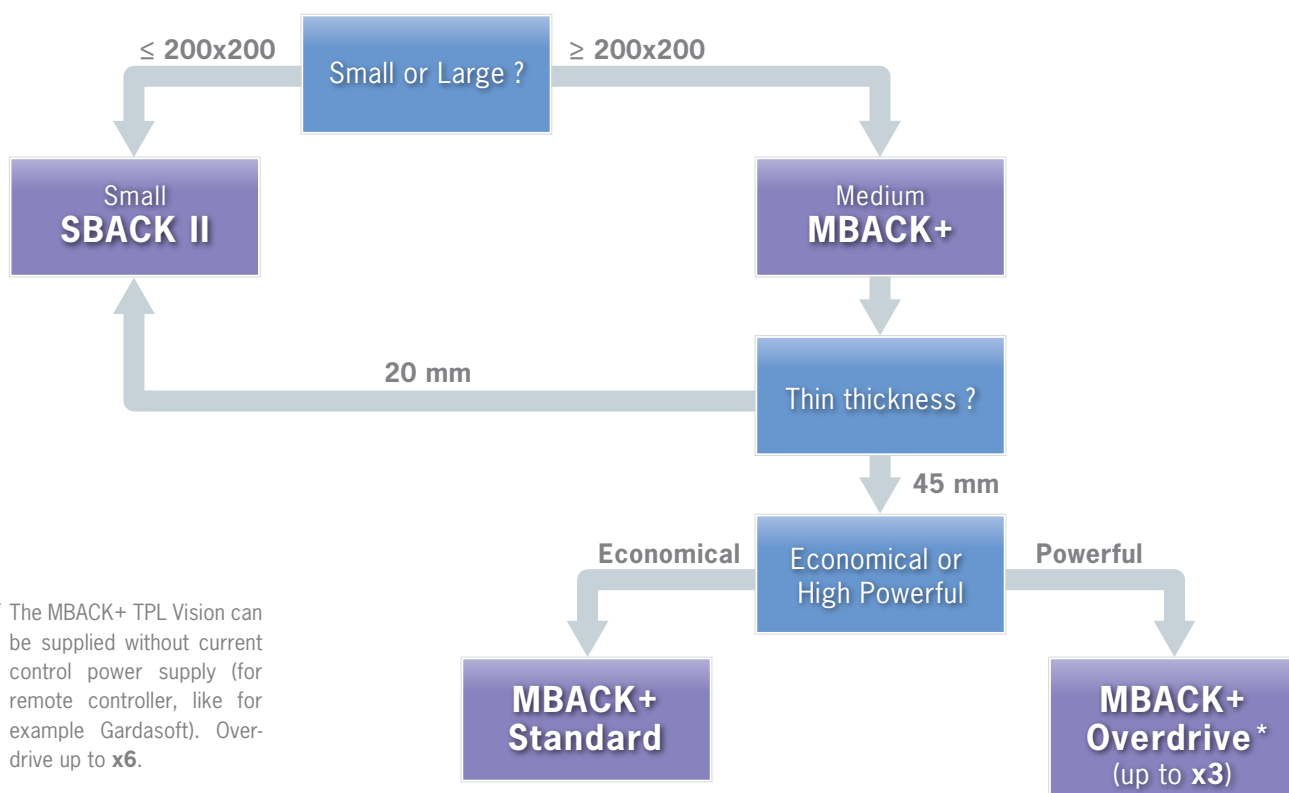 ≤ 200x200
Small or Large ?
≥ 200x200
Small
SBACK II
Medium
MBACK+
20 mm
Thin thickness ?
45 mm
Economical
Economical or
High Powerful
Powerful
* The MBACK+ TPL Vision can
be supplied without current
control power supply (for
remote controller, like for
example Gardasoft). Over-
drive up to x6.
MBACK+
Standard
MBACK+
Overdrive*
(up to x3)